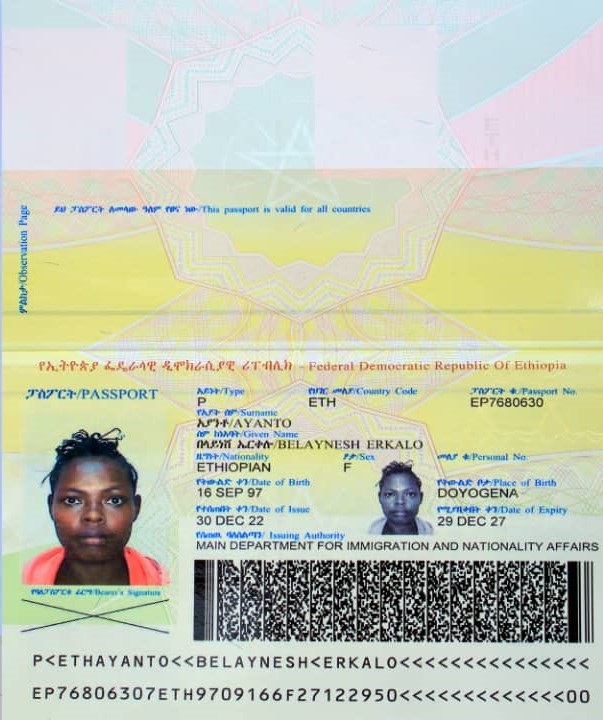 ምልከታ/Observation Page
ይህ ፓስፖርት ለመላው ዓለም የፀና ነው/This passport is valid for all countries
የኢትዮጵያ ፌዴራላዊ ዲሞክራሲያዊ ሪፐብሊክ - Federal Democratic Republic Of Ethiopia
ፓስፖርት/PASSPORT
አይነት/Type የሀገር መለያ/Country Code ፓስፖርት ቁ./Passport No.
P ETH EP7680630
የአያት ስም/Surname
አያንቶ/AYANTO
ስም ከነአባት/Given Name
በላይነሽ ኤርቀሎ/BELAYNESH ERKALO
ዜግነት/Nationality ፆታ/Sex መለያ ቁ./Personal No.
ETHIOPIAN F
የትውልድ ቀን/Date of Birth የትውልድ ቦታ/Place of Birth
16 SEP 97 DOYOGENA
የተሰጠበት ቀን/Date of Issue የሚያበቃበት ቀን/Date of Expiry
30 DEC 22 29 DEC 27
የሰጠዉ ባለስልጣን/ Issuing Authority
MAIN DEPARTMENT FOR IMMIGRATION AND NATIONALITY AFFAIRS
የባለፓስፖርቱ ፊርማ/Bearer's Signature
P<ETHAYANTO<<BELAYNESH<ERKALO<<<<<<<<<<<<<<<
EP76806307ETH9709166F27122950<<<<<<<<<<<<<00